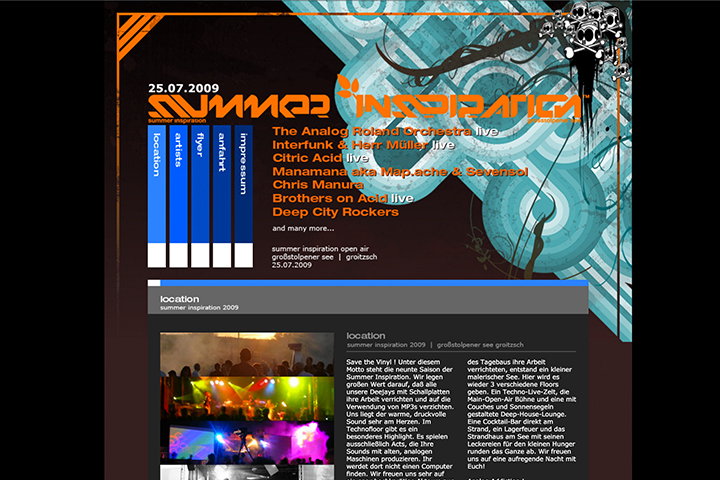 25.07.2009
SUMMER INSPIRATION
summer inspiration
The Analog Roland Orchestra live
Interfunk & Herr Müller live
Citric Acid live
Manamana aka Map.ache & Sevensol
Chris Manura
Brothers on Acid live
Deep City Rockers
and many more...
location
artists
flyer
anfahrt
impressum
summer inspiration open air
großstolpener see | groitzsch
25.07.2009
location
summer inspiration 2009
location
summer inspiration 2009 | großstolpener see groitzsch
Save the Vinyl ! Unter diesem
Motto steht die neunte Saison der
Summer Inspiration. Wir legen
großen Wert darauf, daß alle
unsere Deejays mit Schallplatten
ihre Arbeit verrichten und auf die
Verwendung von MP3s verzichten.
Uns liegt der warme, druckvolle
Sound sehr am Herzen. Im
Technofloor gibt es ein
besonderes Highlight. Es spielen
ausschließlich Acts, die Ihre
Sounds mit alten, analogen
Maschinen produzieren. Ihr
werdet dort nicht einen Computer
finden. Wir freuen uns sehr auf
des Tagebaus ihre Arbeit
verrichteten, entstand ein kleiner
malerischer See. Hier wird es
wieder 3 verschiedene Floors
geben. Ein Techno-Live-Zelt, die
Main-Open-Air Bühne und eine mit
Couches und Sonnensegeln
gestaltete Deep-House-Lounge.
Eine Cocktail-Bar direkt am
Strand, ein Lagerfeuer und das
Strandhaus am See mit seinen
Leckereien für den kleinen Hunger
runden das Ganze ab. Wir freuen
uns auf eine aufregende Nacht mit
Euch!